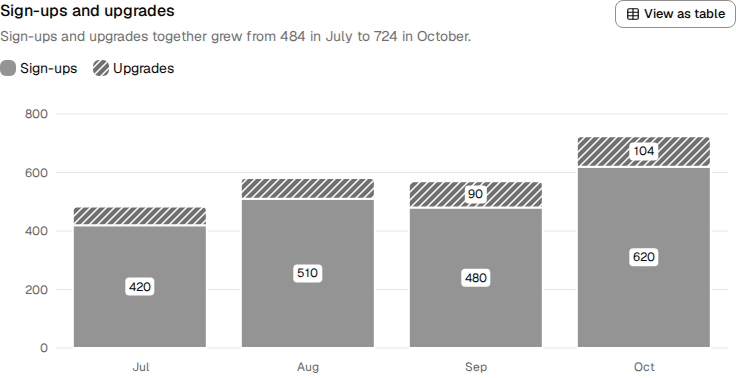 Sign-ups and upgrades
View as table
Sign-ups and upgrades together grew from 484 in July to 724 in October.
Sign-ups
Upgrades
800
600
400
200
0
420
510
90
480
104
620
Jul
Aug
Sep
Oct